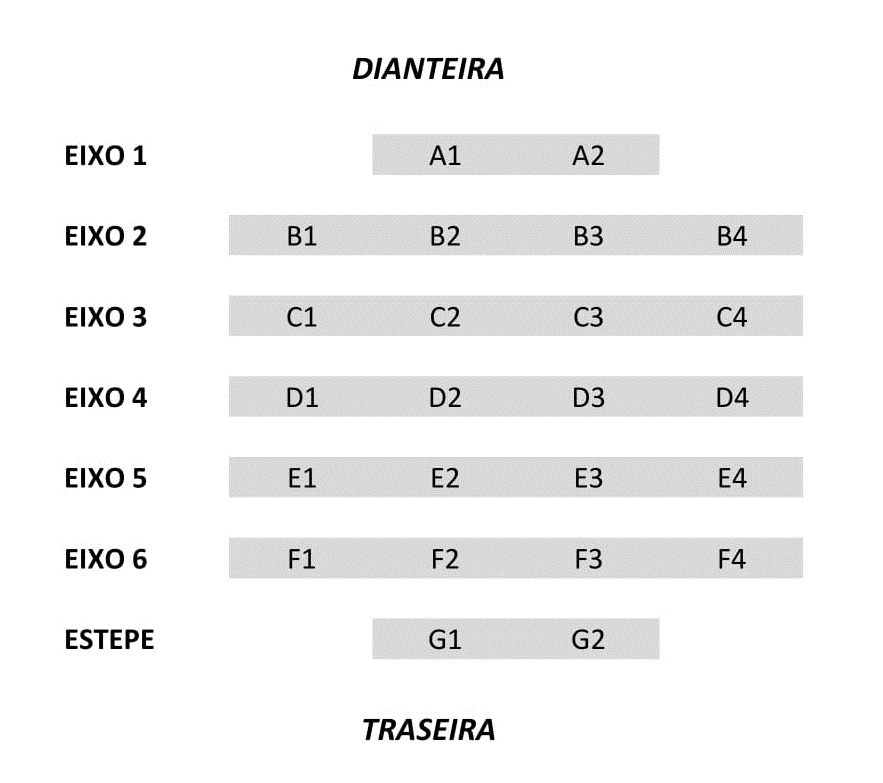 DIANTEIRA
EIXO 1 A1 A2
EIXO 2 B1 B2 B3 B4
EIXO 3 C1 C2 C3 C4
EIXO 4 D1 D2 D3 D4
EIXO 5 E1 E2 E3 E4
EIXO 6 F1 F2 F3 F4
ESTEPE G1 G2
TRASEIRA